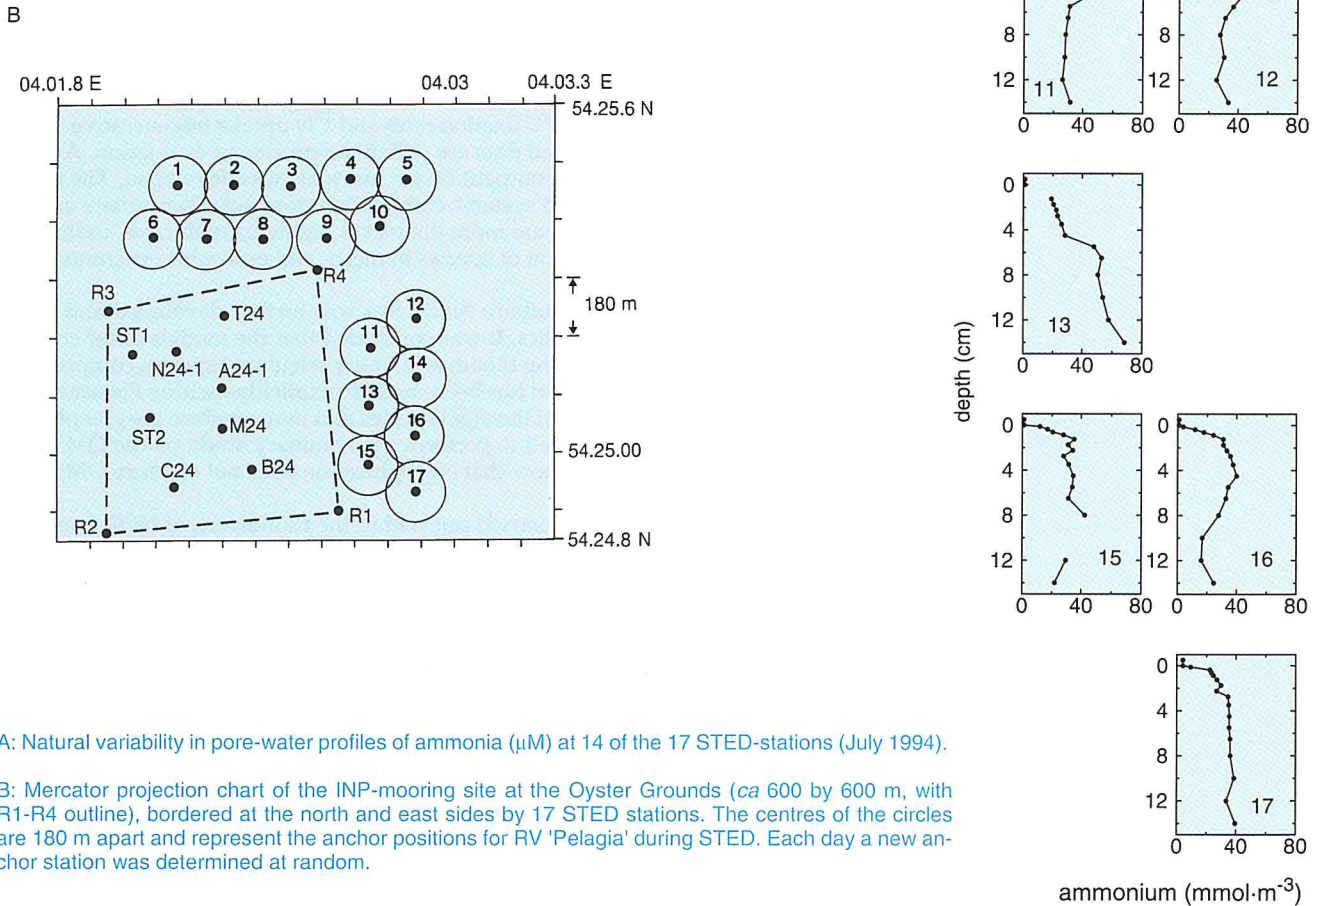 B
04.01.8 E
04.03
04.03.3 E
54.25.6 N
1
2
3
4
5
6
7
8
9
10
R4
180 m
R3
T24
ST1
N24-1
A24-1
12
11
14
13
16
15
17
ST2
M24
C24
B24
54.25.00
R2
R1
54.24.8 N
8
12
11
0
40
80
8
12
12
0
40
80
depth (cm)
0
4
8
12
13
0
40
80
0
4
8
12
15
0
40
80
0
4
8
12
16
0
40
80
0
4
8
12
17
0
40
80
ammonium (mmol·m-3)
A: Natural variability in pore-water profiles of ammonia (µM) at 14 of the 17 STED-stations (July 1994).
B: Mercator projection chart of the INP-mooring site at the Oyster Grounds (ca 600 by 600 m, with
R1-R4 outline), bordered at the north and east sides by 17 STED stations. The centres of the circles
are 180 m apart and represent the anchor positions for RV 'Pelagia' during STED. Each day a new an-
chor station was determined at random.